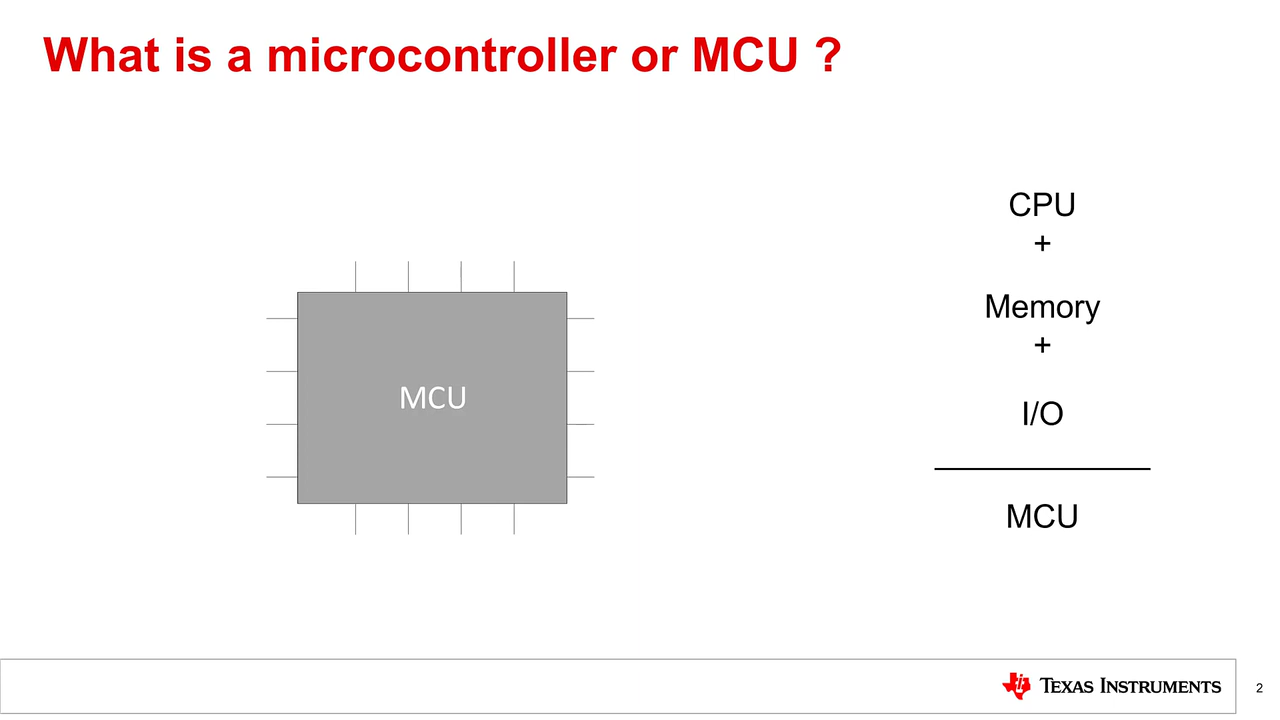 What is a microcontroller or MCU ?
MCU
CPU
+
Memory
+
I/O
MCU
TEXAS INSTRUMENTS
2